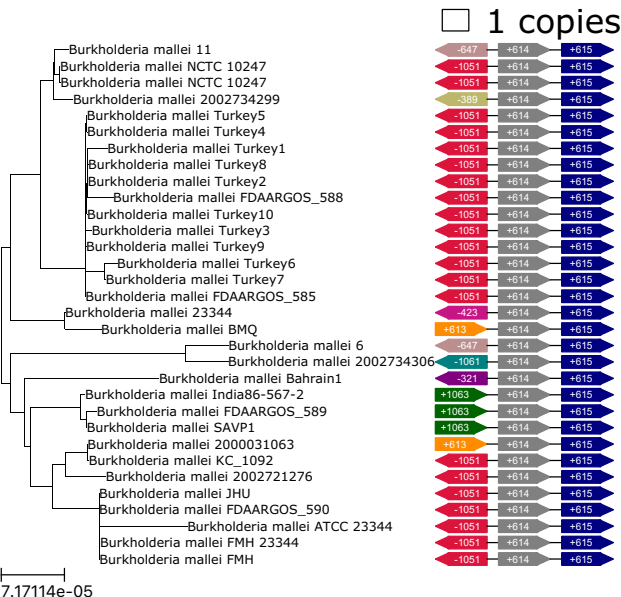 1 copies
Burkholderia mallei 11 -647 +614 +615
Burkholderia mallei NCTC 10247 -1051 +614 +615
Burkholderia mallei NCTC 10247 -1051 +614 +615
Burkholderia mallei 2002734299 -389 +614 +615
Burkholderia mallei Turkey5 -1051 +614 +615
Burkholderia mallei Turkey4 -1051 +614 +615
Burkholderia mallei Turkey1 -1051 +614 +615
Burkholderia mallei Turkey8 -1051 +614 +615
Burkholderia mallei Turkey2 -1051 +614 +615
Burkholderia mallei FDAARGOS_588 -1051 +614 +615
Burkholderia mallei Turkey10 -1051 +614 +615
Burkholderia mallei Turkey3 -1051 +614 +615
Burkholderia mallei Turkey9 -1051 +614 +615
Burkholderia mallei Turkey6 -1051 +614 +615
Burkholderia mallei Turkey7 -1051 +614 +615
Burkholderia mallei FDAARGOS_585 -1051 +614 +615
Burkholderia mallei 23344 -423 +614 +615
Burkholderia mallei BMQ +613 +614 +615
Burkholderia mallei 6 -647 +614 +615
Burkholderia mallei 2002734306 -1061 +614 +615
Burkholderia mallei Bahrain1 -321 +614 +615
Burkholderia mallei India86-567-2 +1063 +614 +615
Burkholderia mallei FDAARGOS_589 +1063 +614 +615
Burkholderia mallei SAVP1 +1063 +614 +615
Burkholderia mallei 2000031063 +613 +614 +615
Burkholderia mallei KC_1092 -1051 +614 +615
Burkholderia mallei 2002721276 -1051 +614 +615
Burkholderia mallei JHU -1051 +614 +615
Burkholderia mallei FDAARGOS_590 -1051 +614 +615
Burkholderia mallei ATCC 23344 -1051 +614 +615
Burkholderia mallei FMH 23344 -1051 +614 +615
Burkholderia mallei FMH -1051 +614 +615
7.17114e-05